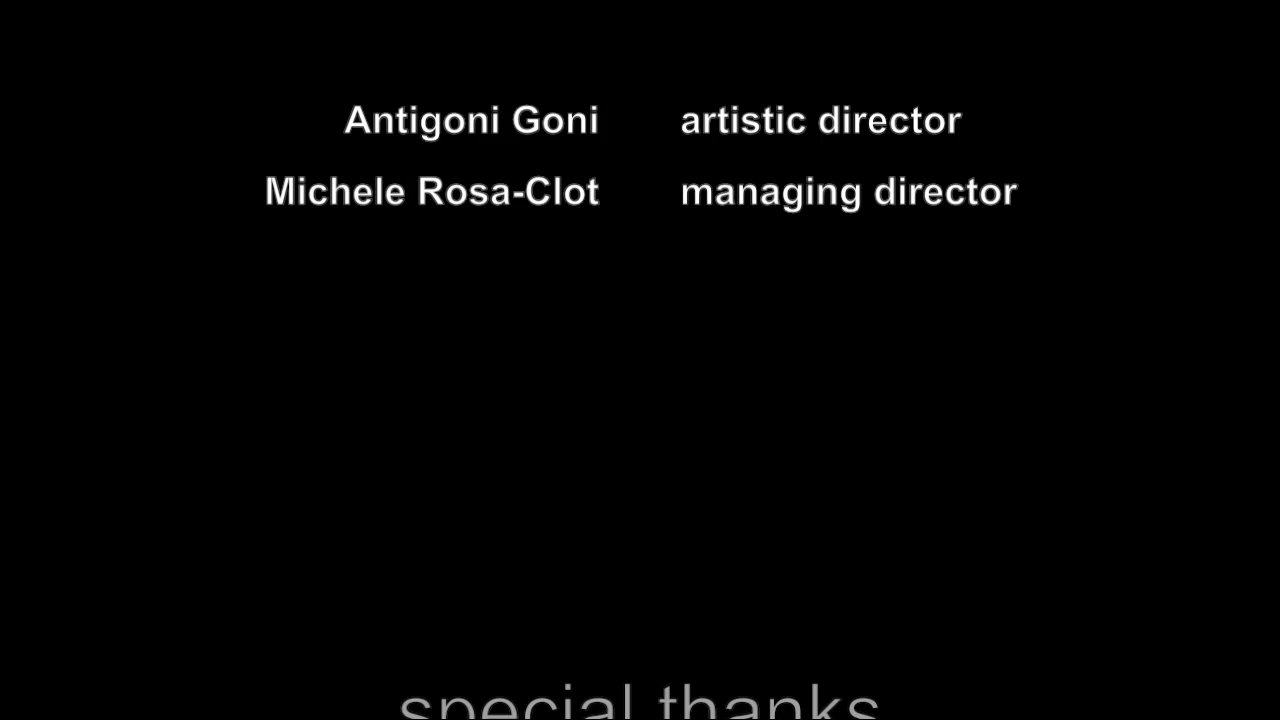 Antigoni Goni artistic director
Michele Rosa-Clot managing director
special thanks